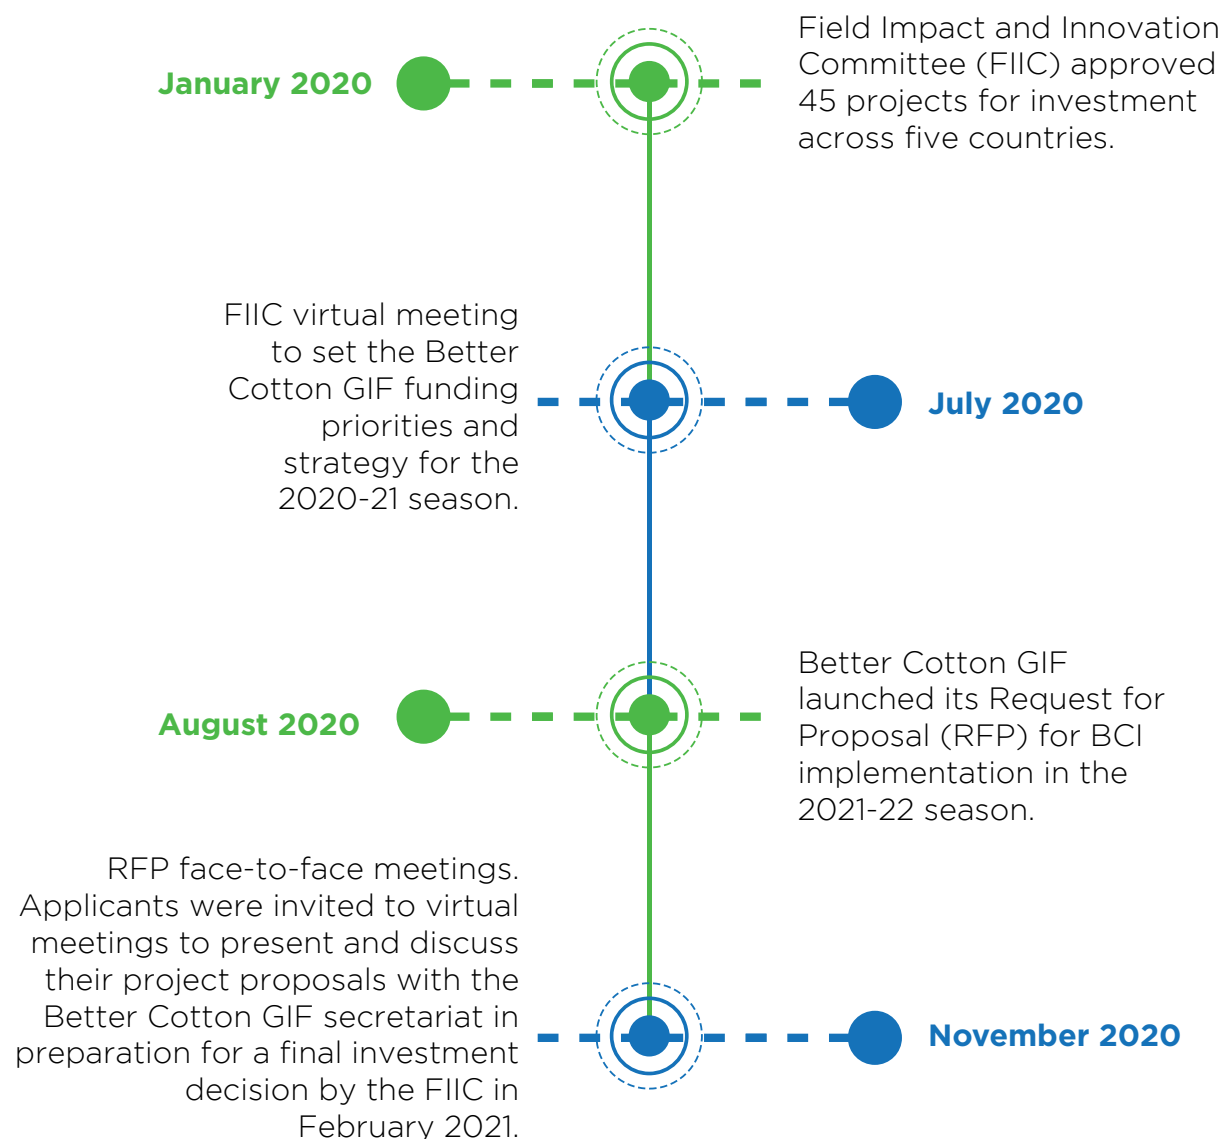 January 2020
Field Impact and Innovation
Committee (FIIC) approved
45 projects for investment
across five countries.
FIIC virtual meeting
to set the Better
Cotton GIF funding
priorities and
strategy for the
2020-21 season.
July 2020
August 2020
Better Cotton GIF
launched its Request for
Proposal (RFP) for BCI
implementation in the
2021-22 season.
RFP face-to-face meetings.
Applicants were invited to virtual
meetings to present and discuss
their project proposals with the
Better Cotton GIF secretariat in
preparation for a final investment
decision by the FIIC in
February 2021.
November 2020